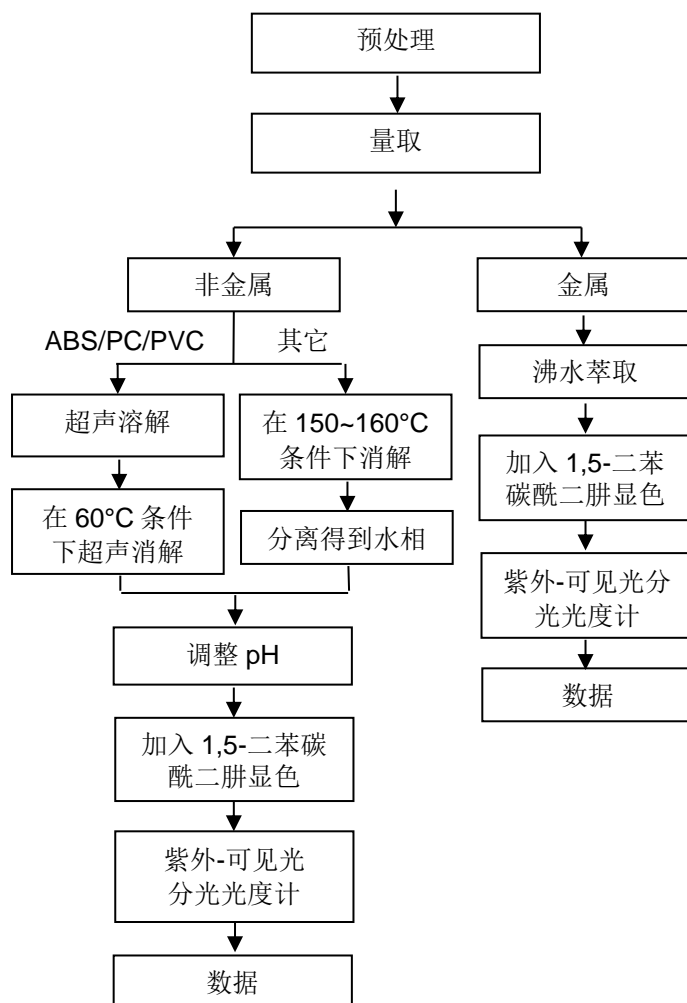 预处理
量取
非金属
金属
ABS/PC/PVC
其它
沸水萃取
超声溶解
在 150~160°C
条件下消解
加入 1,5-二苯
碳酰二肼显色
在 60°C 条件
下超声消解
分离得到水相
紫外-可见光分
光光度计
调整 pH
数据
加入 1,5-二苯碳
酰二肼显色
紫外-可见光
分光光度计
数据